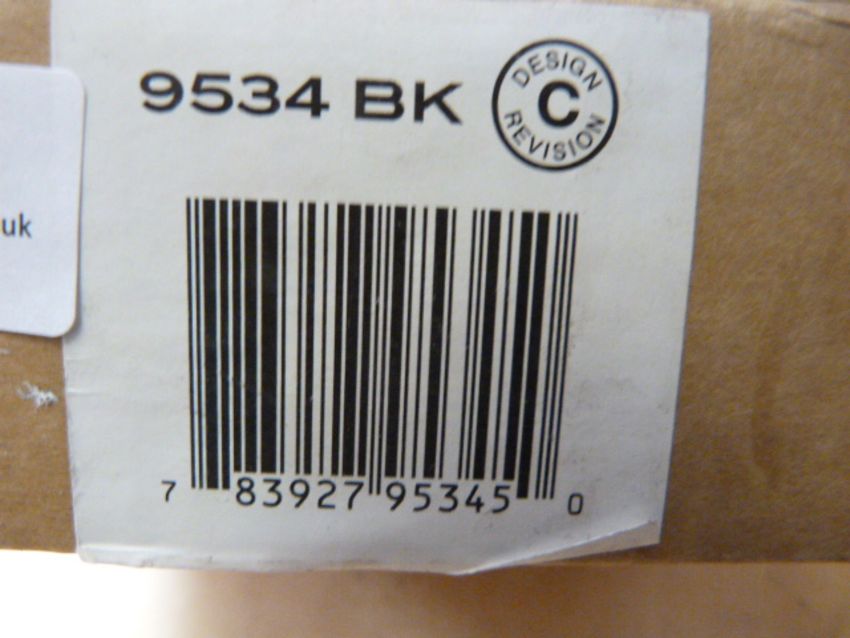 9534 BK
DESIGN
C
REVISION
uk
7 83927 95345 0